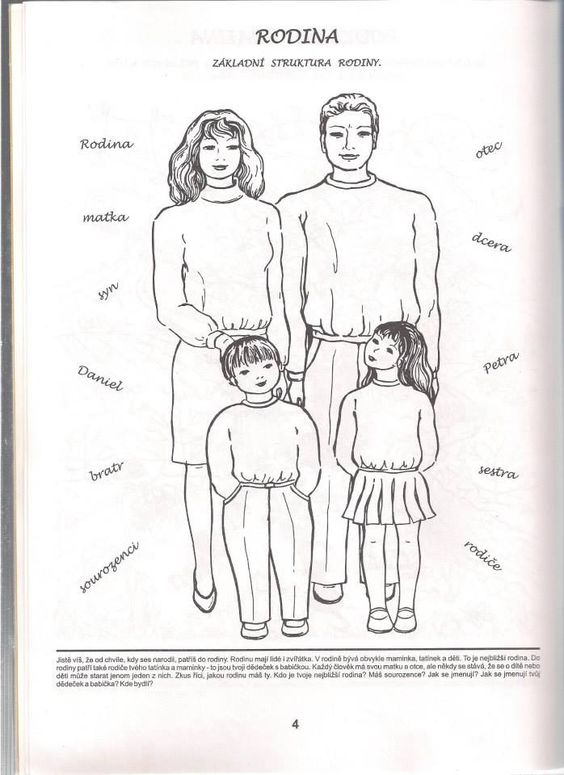 RODINA
ZÁKLADNÍ STRUKTURA RODINY.
Rodina
otec
matka
dcera
syn
Petra
Daniel
bratr
sestra
sourozenci
rodiče
Jistě víš, že od chvíle, kdy ses narodil, patříš do rodiny. Rodinu mají lidé i zvířátka. V rodině bývá obvykle maminka, tatínek a děti. To je nejbližší rodina. Do
rodiny patří také rodiče tvého tatínka a maminky - to jsou tvoji dědeček s babičkou. Každý člověk má svou matku a otce, ale někdy se stává, že se o dítě nebo
děti může starat jenom jeden z nich. Zkus říci, jakou rodinu máš ty. Kdo je tvoje nejbližší rodina? Máš sourozence? Jak se jmenují? Jak se jmenují tvůj
dědeček a babička? Kde bydlí?
4